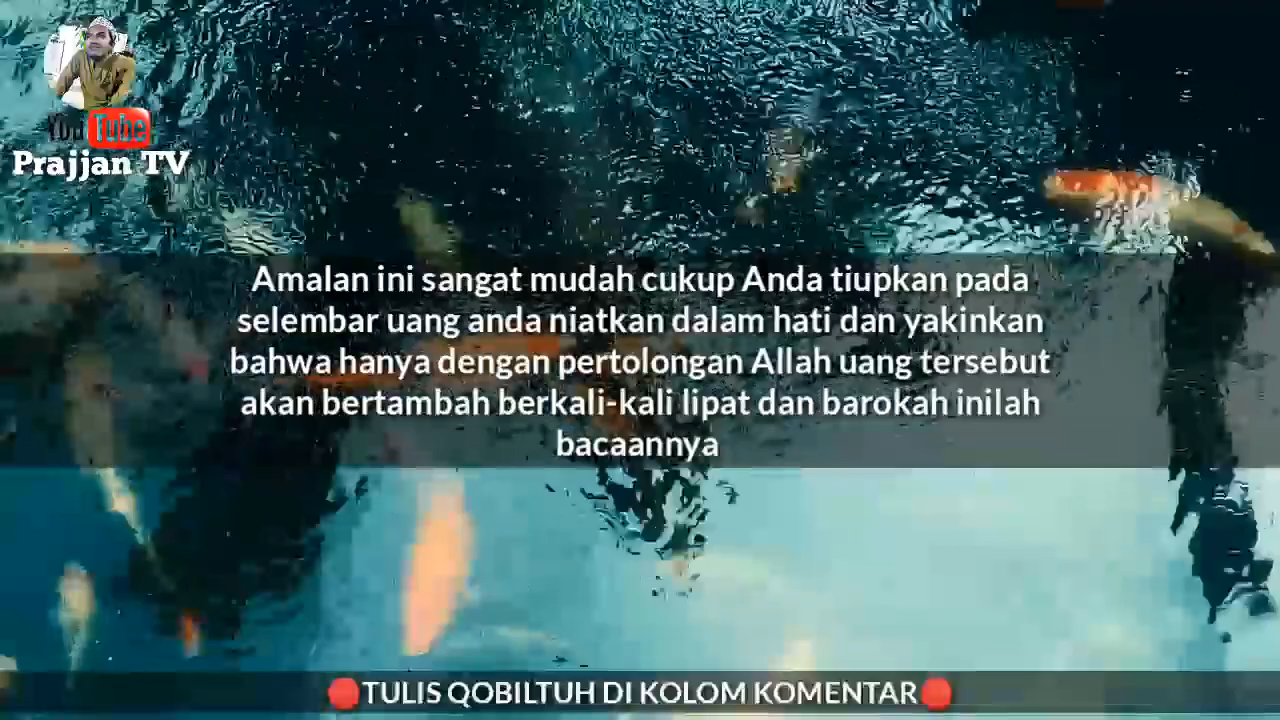 You Tube
Prajjan TV
Amalan ini sangat mudah cukup Anda tiupkan pada
selembar uang anda niatkan dalam hati dan yakinkan
bahwa hanya dengan pertolongan Allah uang tersebut
akan bertambah berkali-kali lipat dan barokah inilah
bacaannya
TULIS QOBILTUH DI KOLOM KOMENTAR